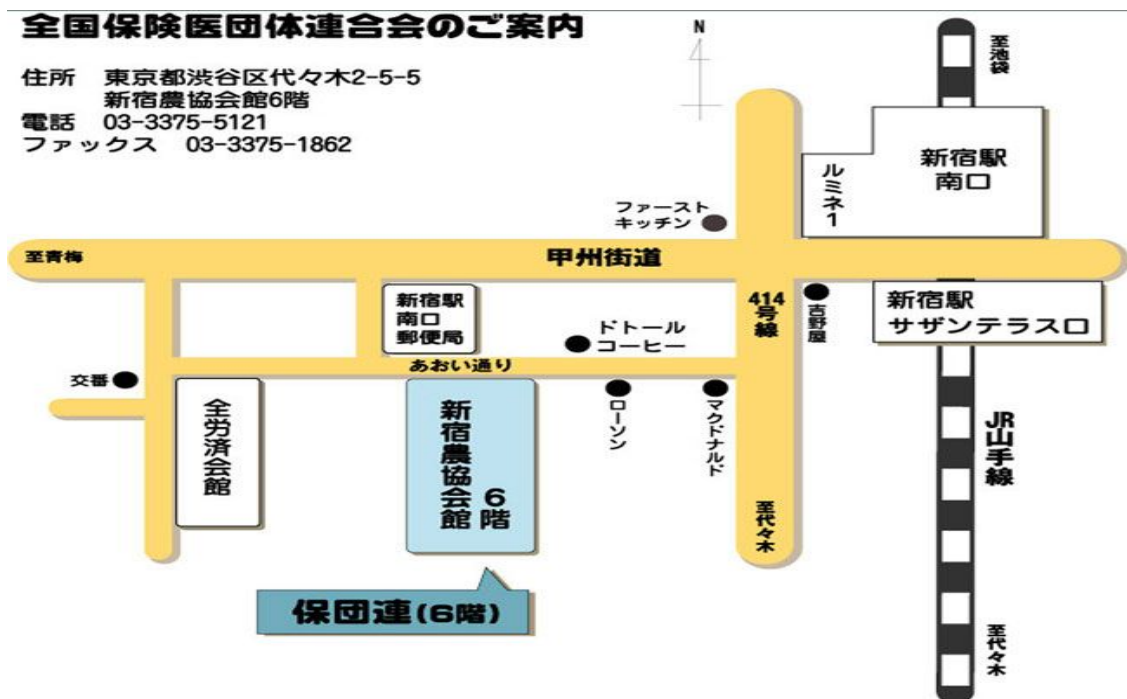 全国保険医団体連合会のご案内
住所　東京都渋谷区代々木2-5-5
新宿農協会館6階
電話　03-3375-5121
ファックス　03-3375-1862
N
至池袋
新宿駅
南口
ルミネ1
ファースト
キッチン
至青梅
甲州街道
新宿駅
南口
郵便局
ドトール
コーヒー
414号線
吉野屋
新宿駅
サザンテラス口
あおい通り
交番
全労済会館
新宿農協会館
6階
ローソン
マクドナルド
JR山手線
至代々木
保団連(6階)
至代々木